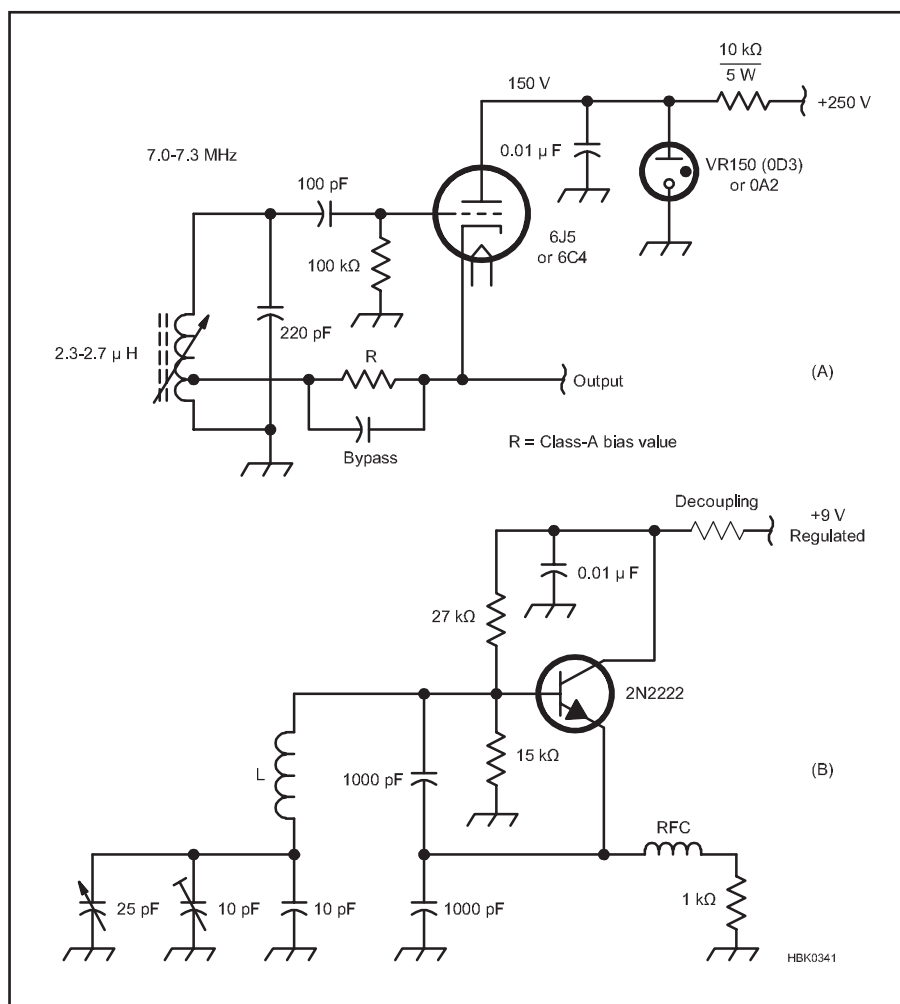 10 kΩ
5 W
150 V
+250 V
7.0-7.3 MHz
0.01 µ F
VR150 (0D3)
or 0A2
100 pF
6J5
or 6C4
100 kΩ
220 pF
2.3-2.7 µ H
R
(A)
Output
Bypass
R = Class-A bias value
Decoupling
+9 V
Regulated
0.01 µ F
27 kΩ
2N2222
15 kΩ
L
1000 pF
(B)
RFC
25 pF
10 pF
10 pF
1000 pF
1 kΩ
HBK0341